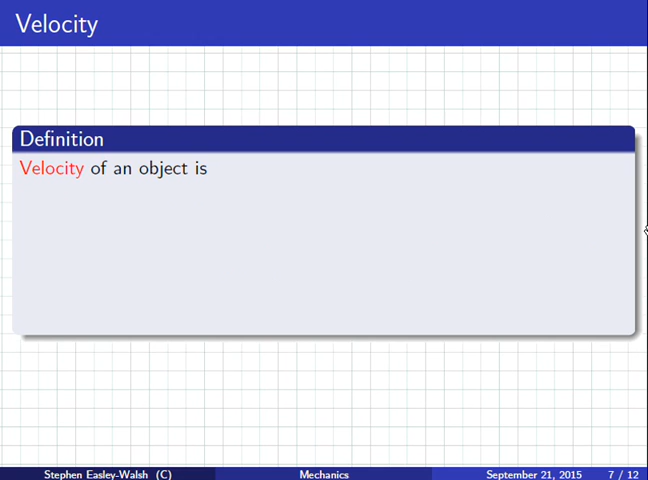 Velocity
Definition
Velocity of an object is
Stephen Easley-Walsh (C) Mechanics September 21, 2015 7 / 12